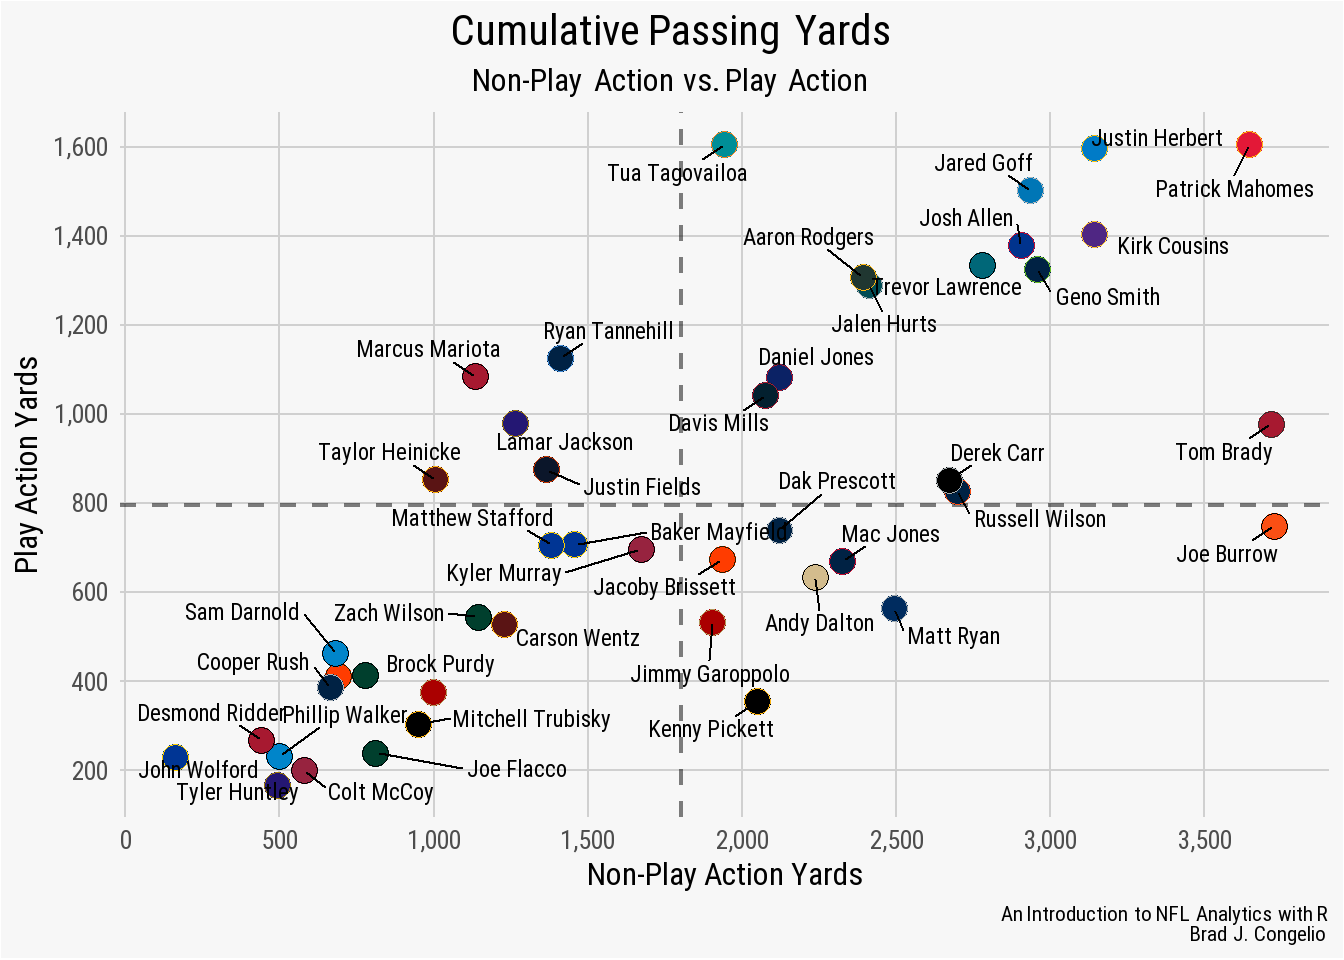 Cumulative Passing Yards
Non-Play Action vs. Play Action
Play Action Yards
1,600
1,400
1,200
1,000
800
600
400
200
Justin Herbert
Jared Goff
Tua Tagovailoa
Patrick Mahomes
Josh Allen
Aaron Rodgers
Kirk Cousins
Trevor Lawrence
Geno Smith
Jalen Hurts
Ryan Tannehill
Marcus Mariota
Daniel Jones
Davis Mills
Lamar Jackson
Taylor Heinicke
Tom Brady
Derek Carr
Justin Fields
Dak Prescott
Matthew Stafford
Russell Wilson
Baker Mayfield
Mac Jones
Joe Burrow
Kyler Murray
Jacoby Brissett
Sam Darnold
Zach Wilson
Andy Dalton
Carson Wentz
Matt Ryan
Cooper Rush
Brock Purdy
Jimmy Garoppolo
Desmond Ridder
Phillip Walker
Mitchell Trubisky
Kenny Pickett
John Wolford
Joe Flacco
Tyler Huntley
Colt McCoy
0
500
1,000
1,500
2,000
2,500
3,000
3,500
Non-Play Action Yards
An Introduction to NFL Analytics with R
Brad J. Congelio